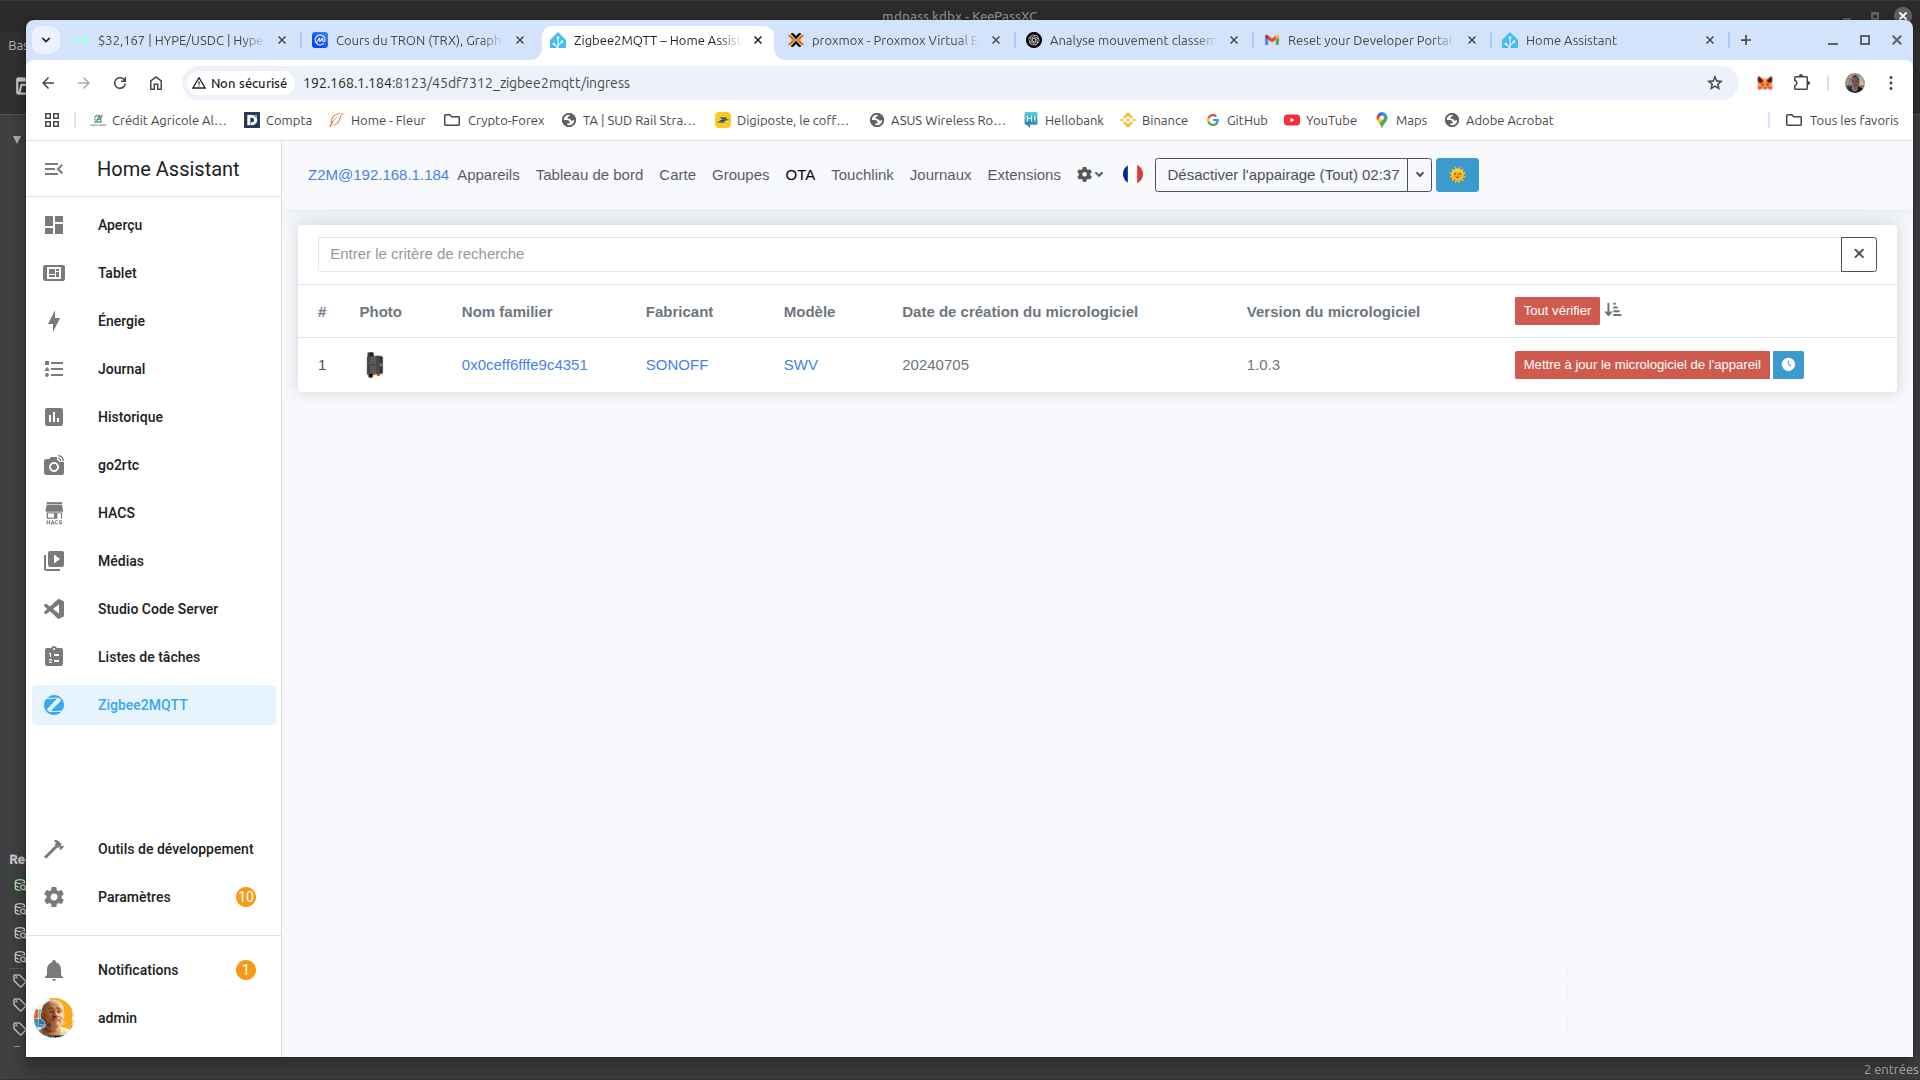 mdpass.kdbx - KeePassXC
$32,167 | HYPE/USDC | Hype
Cours du TRON (TRX), Graph
Zigbee2MQTT – Home Assist
proxmox - Proxmox Virtual E
Analyse mouvement classem
Reset your Developer Portal
Home Assistant
Non sécurisé
192.168.1.184:8123/45df7312_zigbee2mqtt/ingress
Crédit Agricole Al…
Compta
Home - Fleur
Crypto-Forex
TA | SUD Rail Stra…
Digiposte, le coff…
ASUS Wireless Ro…
Hellobank
Binance
GitHub
YouTube
Maps
Adobe Acrobat
Tous les favoris
Bas
Home Assistant
Aperçu
Tablet
Énergie
Journal
Historique
go2rtc
HACS
HACS
Médias
Studio Code Server
Listes de tâches
Zigbee2MQTT
Outils de développement
Paramètres
10
Notifications
1
admin
Re
Z2M@192.168.1.184 Appareils Tableau de bord Carte Groupes OTA Touchlink Journaux Extensions
Désactiver l'appairage (Tout) 02:37
Entrer le critère de recherche
# Photo Nom familier Fabricant Modèle Date de création du micrologiciel Version du micrologiciel Tout vérifier
1 0x0ceff6fffe9c4351 SONOFF SWV 20240705 1.0.3 Mettre à jour le micrologiciel de l'appareil
2 entrées